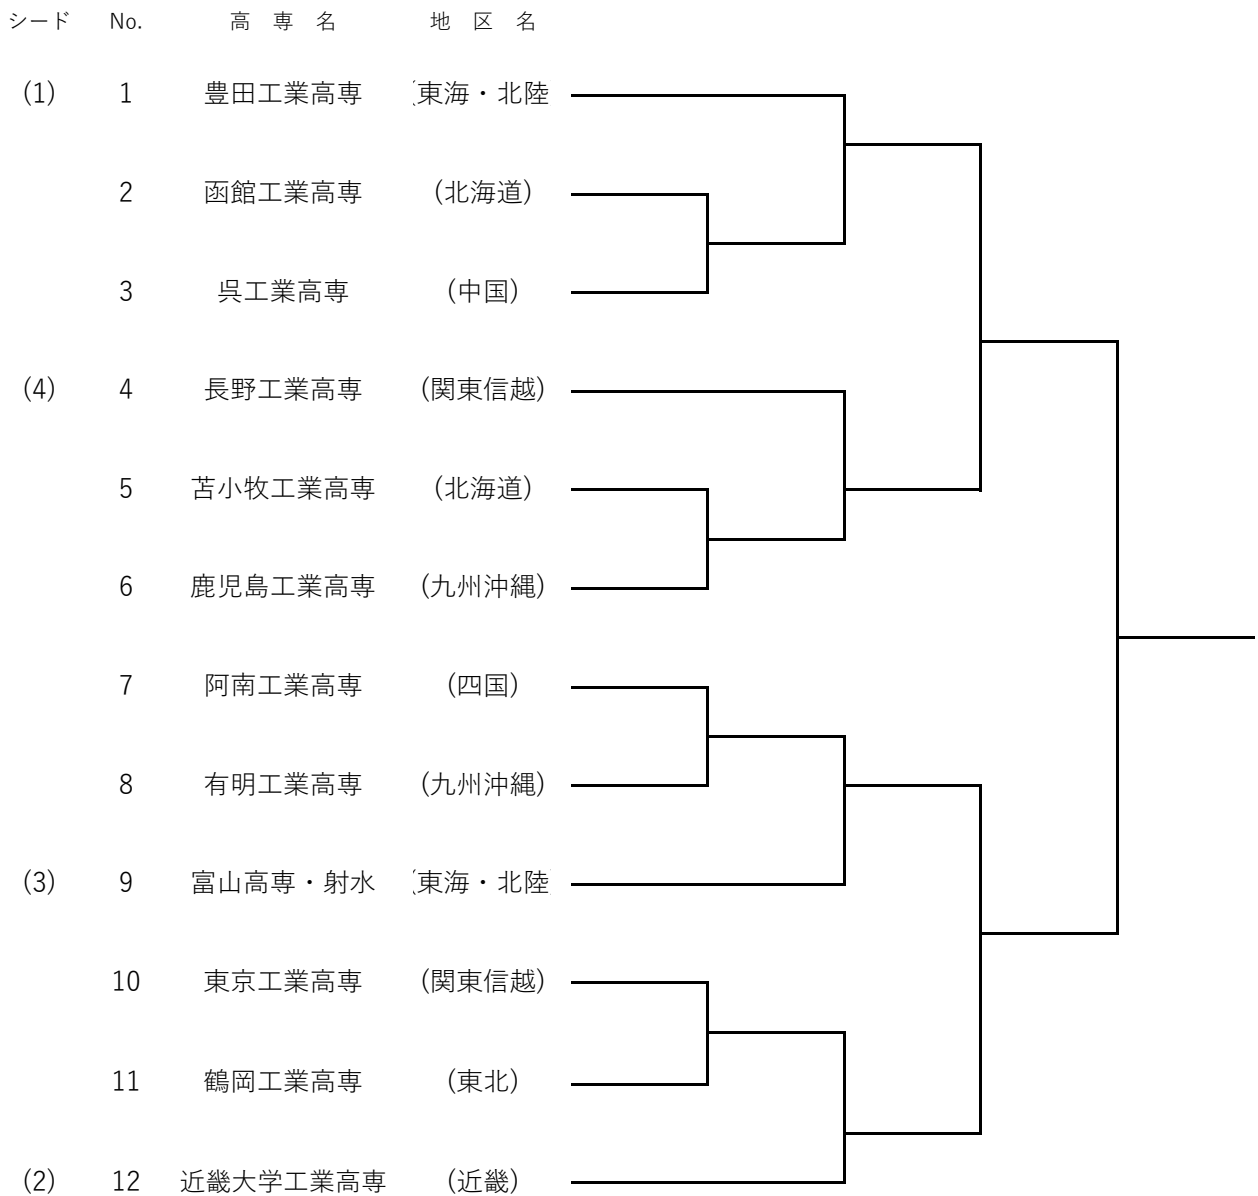 シード No. 高 専 名 地 区 名
(1) 1 豊田工業高専 (東海・北陸
2 函館工業高専 (北海道)
3 呉工業高専 (中国)
(4) 4 長野工業高専 (関東信越)
5 苫小牧工業高専 (北海道)
6 鹿児島工業高専 (九州沖縄)
7 阿南工業高専 (四国)
8 有明工業高専 (九州沖縄)
(3) 9 富山高専・射水 (東海・北陸
10 東京工業高専 (関東信越)
11 鶴岡工業高専 (東北)
(2) 12 近畿大学工業高専 (近畿)